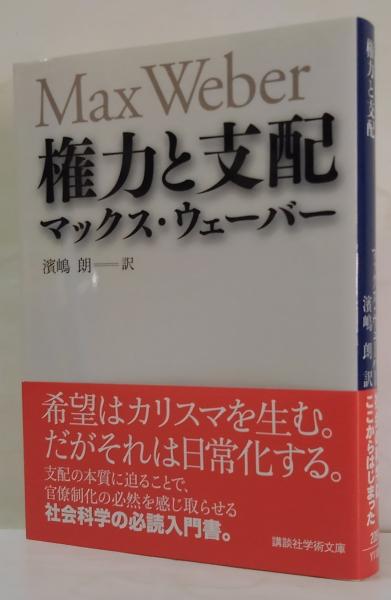 Max Weber
権力と支配
マックス・ウェーバー
濱嶋 朗──訳
希望はカリスマを生む。
だがそれは日常化する。
支配の本質に迫ることで、
官僚制化の必然を感じ取らせる
社会科学の必読入門書。
講談社学術文庫
権力と支配
濱嶋 朗 訳
ここからはじまった